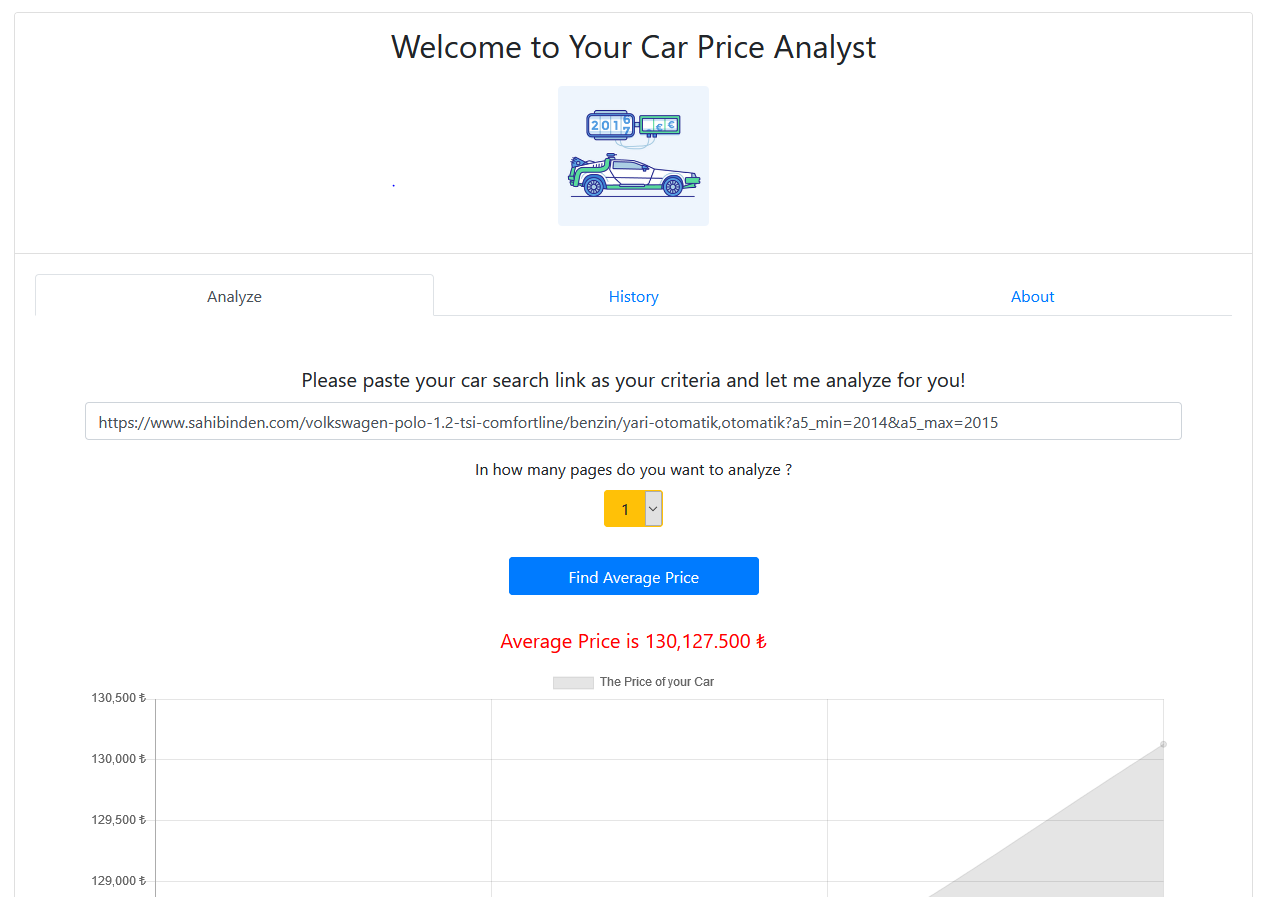 Welcome to Your Car Price Analyst
201 6 7 € €
.
Analyze History About
Please paste your car search link as your criteria and let me analyze for you!
https://www.sahibinden.com/volkswagen-polo-1.2-tsi-comfortline/benzin/yari-otomatik,otomatik?a5_min=2014&a5_max=2015
In how many pages do you want to analyze ?
1
Find Average Price
Average Price is 130,127.500 ₺
The Price of your Car
130,500 ₺
130,000 ₺
129,500 ₺
129,000 ₺